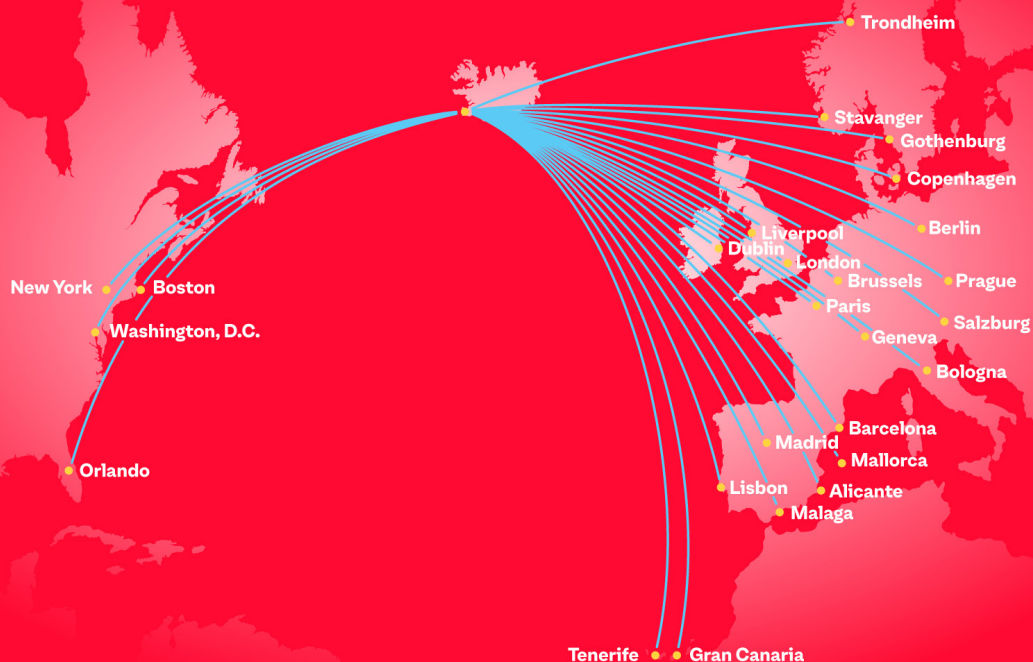 Trondheim
Stavanger
Gothenburg
Copenhagen
Berlin
Liverpool
Dublin
London
Brussels
Prague
New York
Boston
Paris
Salzburg
Washington, D.C.
Geneva
Bologna
Barcelona
Madrid
Mallorca
Orlando
Lisbon
Alicante
Malaga
Tenerife
Gran Canaria